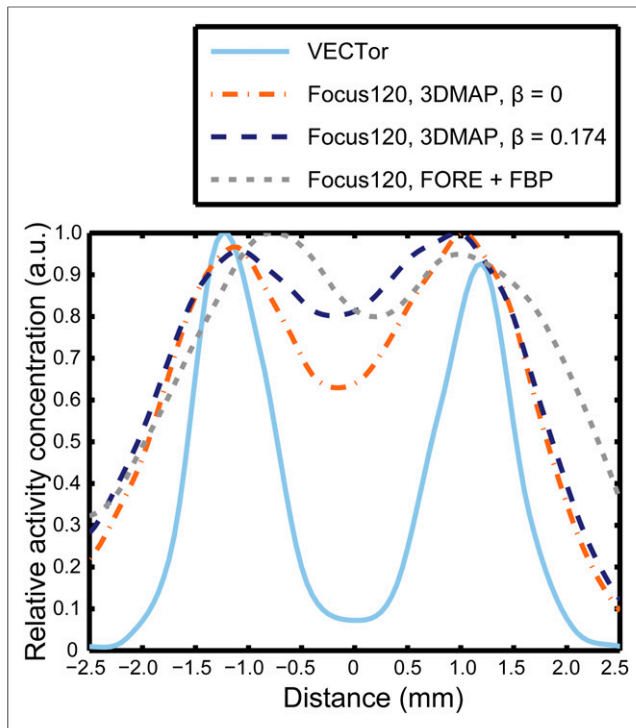 VECTor
Focus120, 3DMAP, β = 0
Focus120, 3DMAP, β = 0.174
Focus120, FORE + FBP
Relative activity concentration (a.u.)
1.0
0.9
0.8
0.7
0.6
0.5
0.4
0.3
0.2
0.1
0
−2.5 −2.0 −1.5 −1.0 −0.5 0 0.5 1.0 1.5 2.0 2.5
Distance (mm)